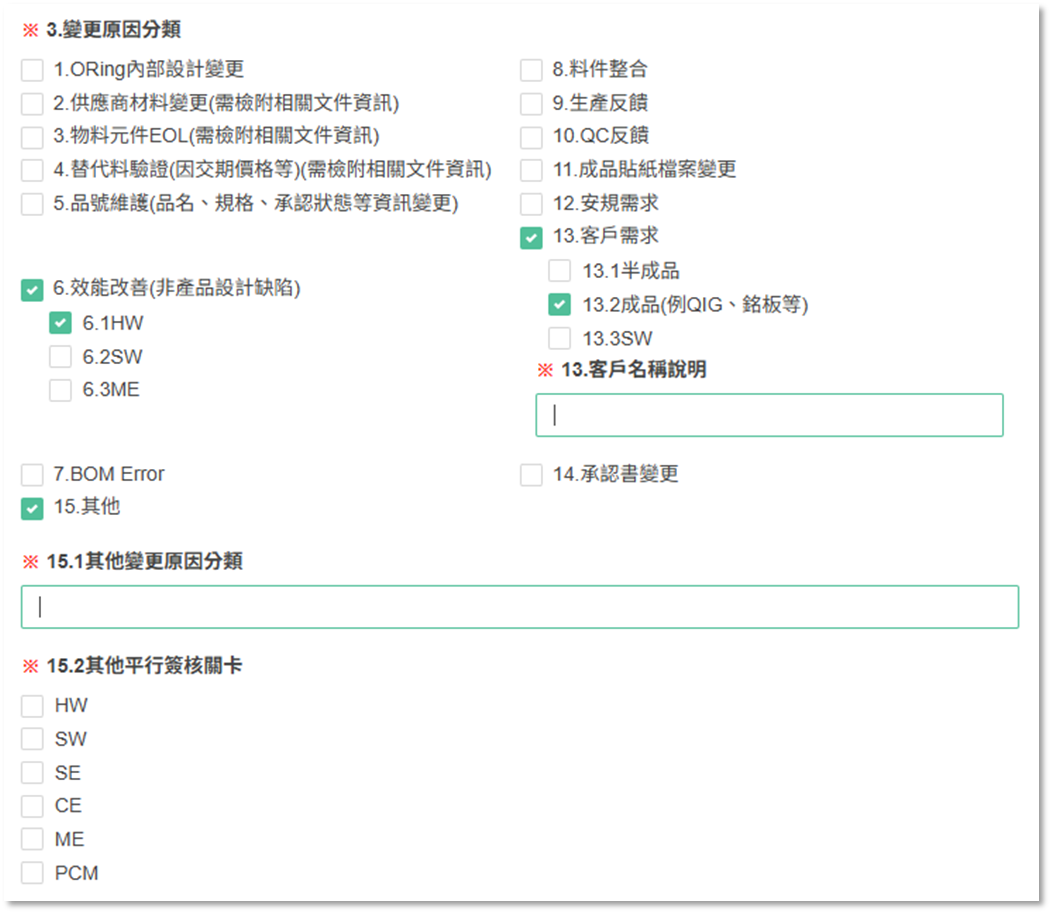 ※ 3.變更原因分類
1.ORing內部設計變更
2.供應商材料變更(需檢附相關文件資訊)
3.物料元件EOL(需檢附相關文件資訊)
4.替代料驗證(因交期價格等)(需檢附相關文件資訊)
5.品號維護(品名、規格、承認狀態等資訊變更)
6.效能改善(非產品設計缺陷)
6.1HW
6.2SW
6.3ME
7.BOM Error
8.料件整合
9.生產反饋
10.QC反饋
11.成品貼紙檔案變更
12.安規需求
13.客戶需求
13.1半成品
13.2成品(例QIG、銘板等)
13.3SW
※ 13.客戶名稱說明
14.承認書變更
15.其他
※ 15.1其他變更原因分類
※ 15.2其他平行簽核關卡
HW
SW
SE
CE
ME
PCM